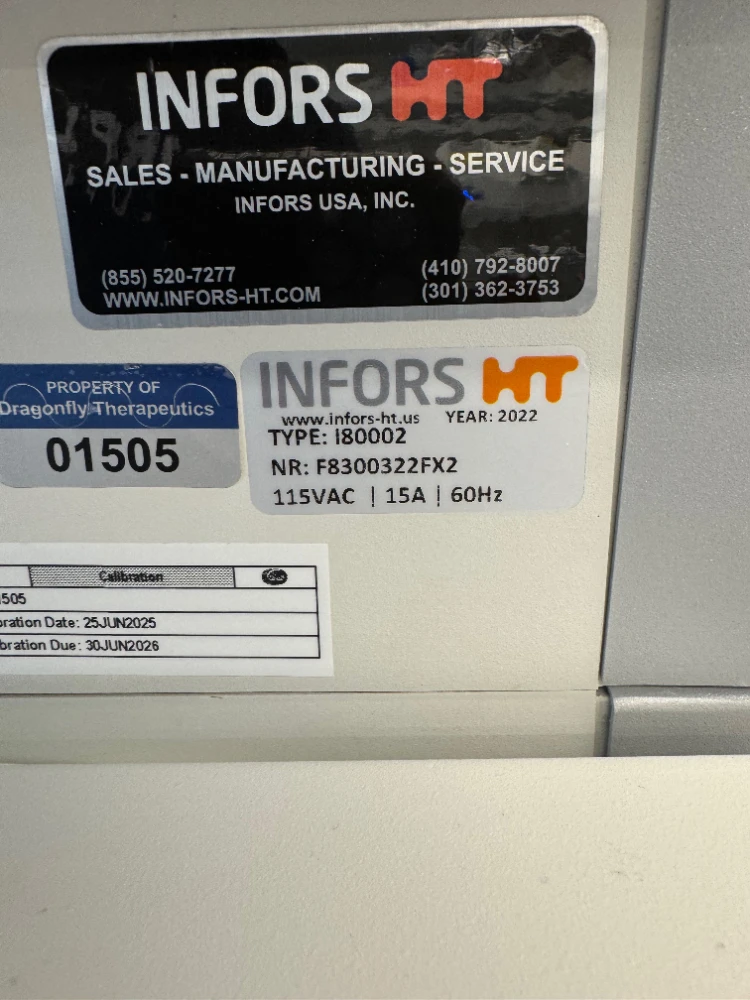 INFORS HT
SALES - MANUFACTURING - SERVICE
INFORS USA, INC.
(855) 520-7277
WWW.INFORS-HT.COM
(410) 792-8007
(301) 362-3753
PROPERTY OF
Dragonfly Therapeutics
01505
INFORS HT
www.infors-ht.us YEAR: 2022
TYPE: I80002
NR: F8300322FX2
115VAC | 15A | 60Hz
Calibration
1505
bration Date: 25JUN2025
bration Due: 30JUN2026